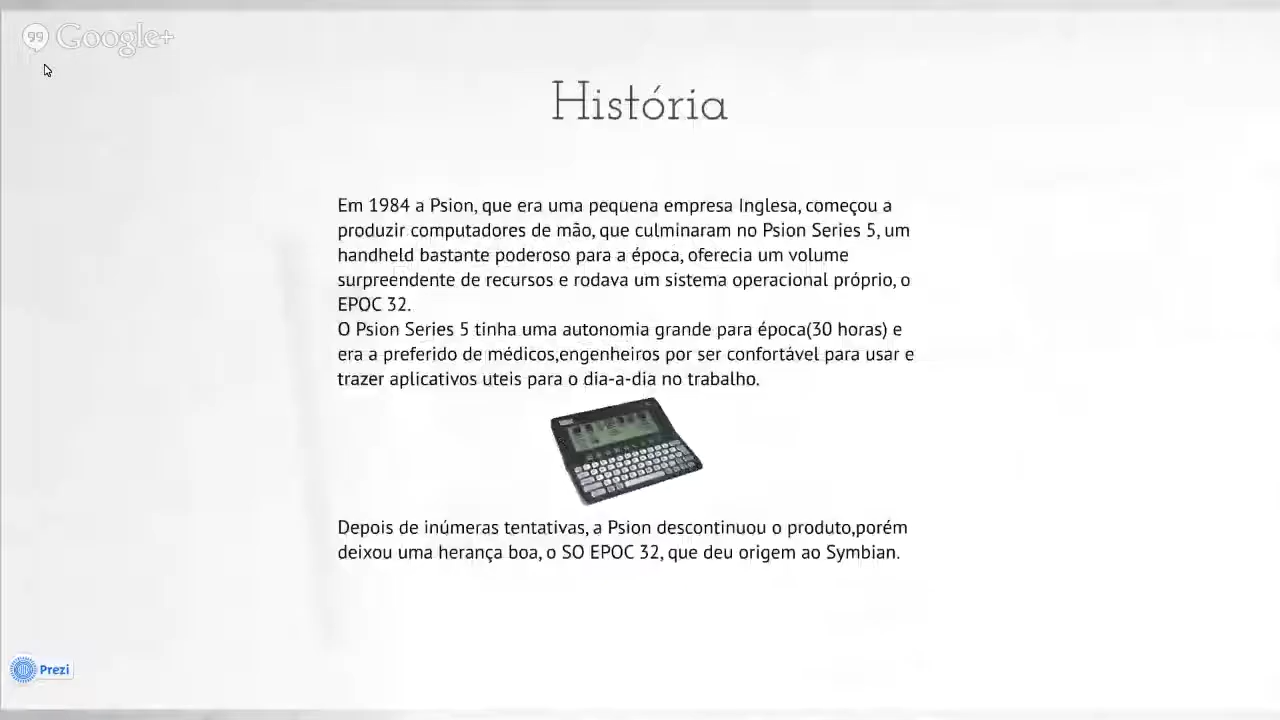 Google+
História
Em 1984 a Psion, que era uma pequena empresa Inglesa, começou a
produzir computadores de mão, que culminaram no Psion Series 5, um
handheld bastante poderoso para a época, oferecia um volume
surpreendente de recursos e rodava um sistema operacional próprio, o
EPOC 32.
O Psion Series 5 tinha uma autonomia grande para época(30 horas) e
era a preferido de médicos,engenheiros por ser confortável para usar e
trazer aplicativos uteis para o dia-a-dia no trabalho.
Depois de inúmeras tentativas, a Psion descontinuou o produto,porém
deixou uma herança boa, o SO EPOC 32, que deu origem ao Symbian.
Prezi